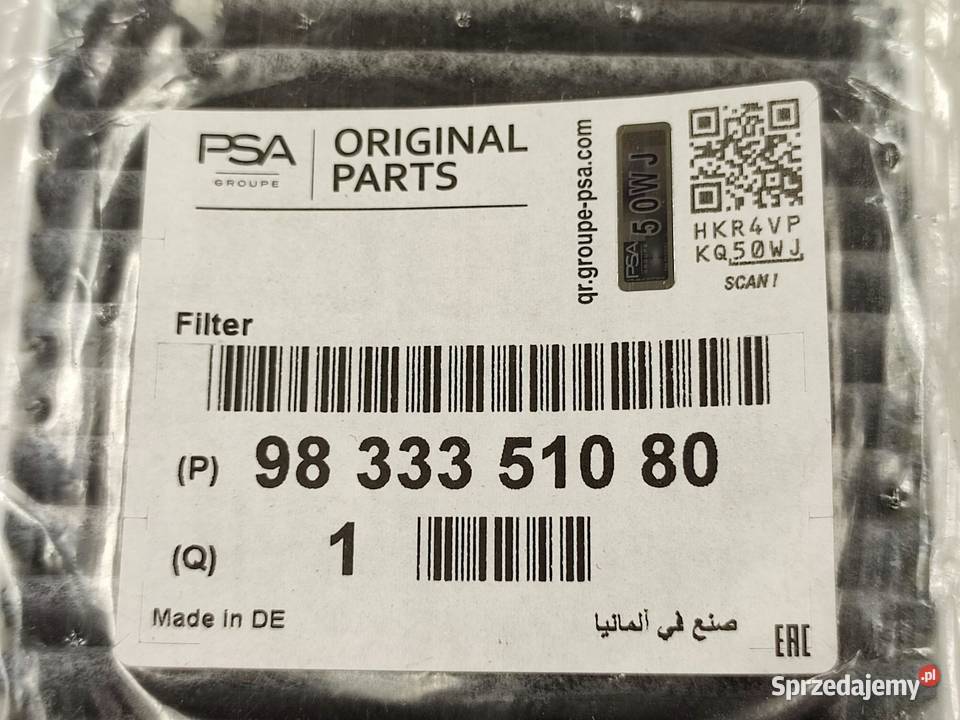 PSA
GROUPE
ORIGINAL
PARTS
qr.groupe-psa.com
PSA
GROUPE
50WJ
HKR4VP
KQ50WJ
SCAN!
Filter
(P) 98 333 510 80
(Q) 1
Made in DE
صنع في ألمانيا
EAC
Sprzedajemy.pl